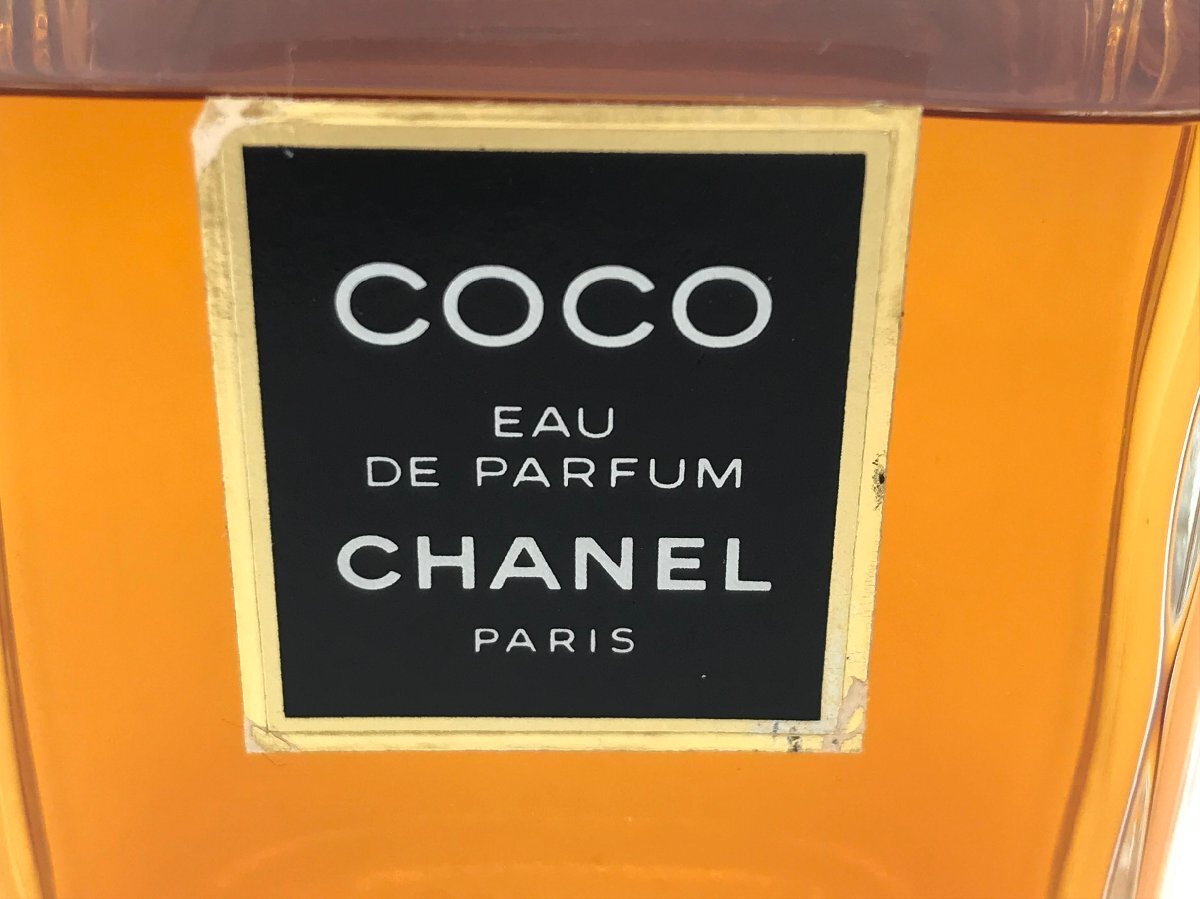 COCO
EAU
DE PARFUM
CHANEL
PARIS